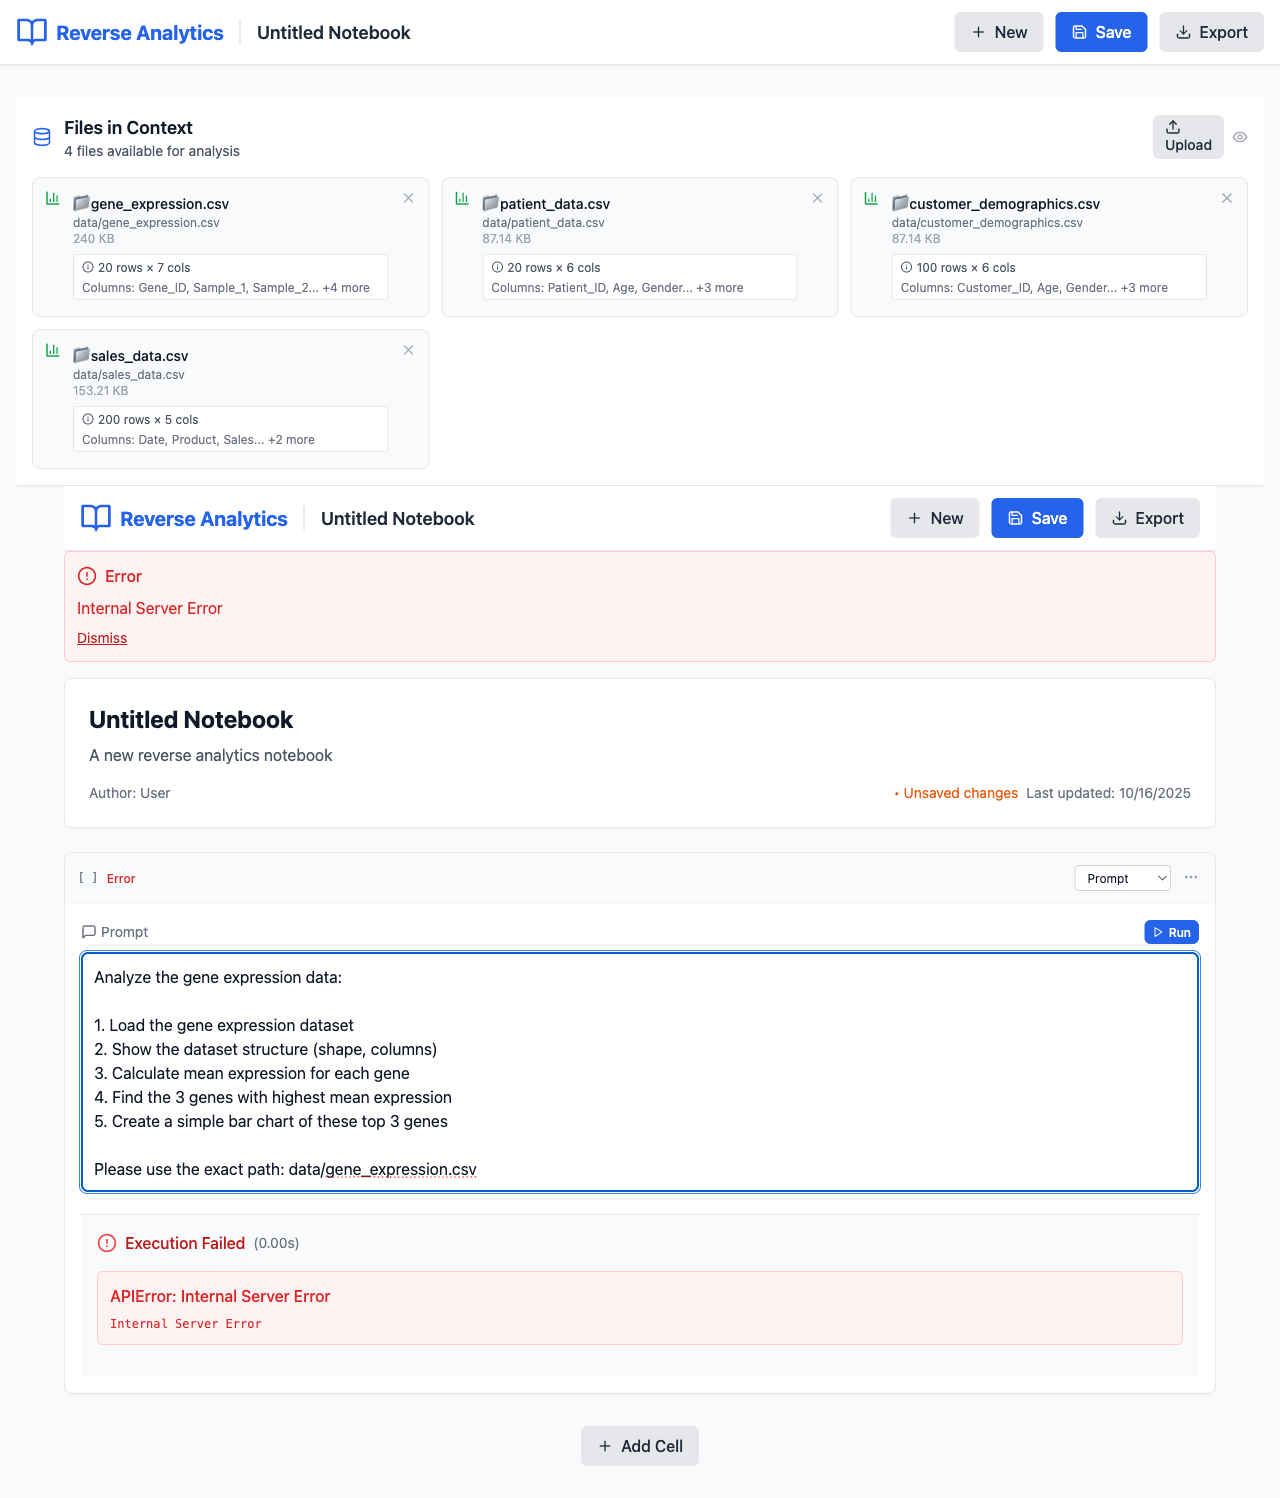 Reverse Analytics
Untitled Notebook
New
Save
Export
Files in Context
4 files available for analysis
Upload
gene_expression.csv
data/gene_expression.csv
240 KB
20 rows × 7 cols
Columns: Gene_ID, Sample_1, Sample_2... +4 more
patient_data.csv
data/patient_data.csv
87.14 KB
20 rows × 6 cols
Columns: Patient_ID, Age, Gender... +3 more
customer_demographics.csv
data/customer_demographics.csv
87.14 KB
100 rows × 6 cols
Columns: Customer_ID, Age, Gender... +3 more
sales_data.csv
data/sales_data.csv
153.21 KB
200 rows × 5 cols
Columns: Date, Product, Sales... +2 more
Reverse Analytics
Untitled Notebook
New
Save
Export
Error
Internal Server Error
Dismiss
Untitled Notebook
A new reverse analytics notebook
Author: User
• Unsaved changes
Last updated: 10/16/2025
[ ] Error
Prompt
Prompt
Run
Analyze the gene expression data:
1. Load the gene expression dataset
2. Show the dataset structure (shape, columns)
3. Calculate mean expression for each gene
4. Find the 3 genes with highest mean expression
5. Create a simple bar chart of these top 3 genes
Please use the exact path: data/gene_expression.csv
Execution Failed (0.00s)
APIError: Internal Server Error
Internal Server Error
Add Cell